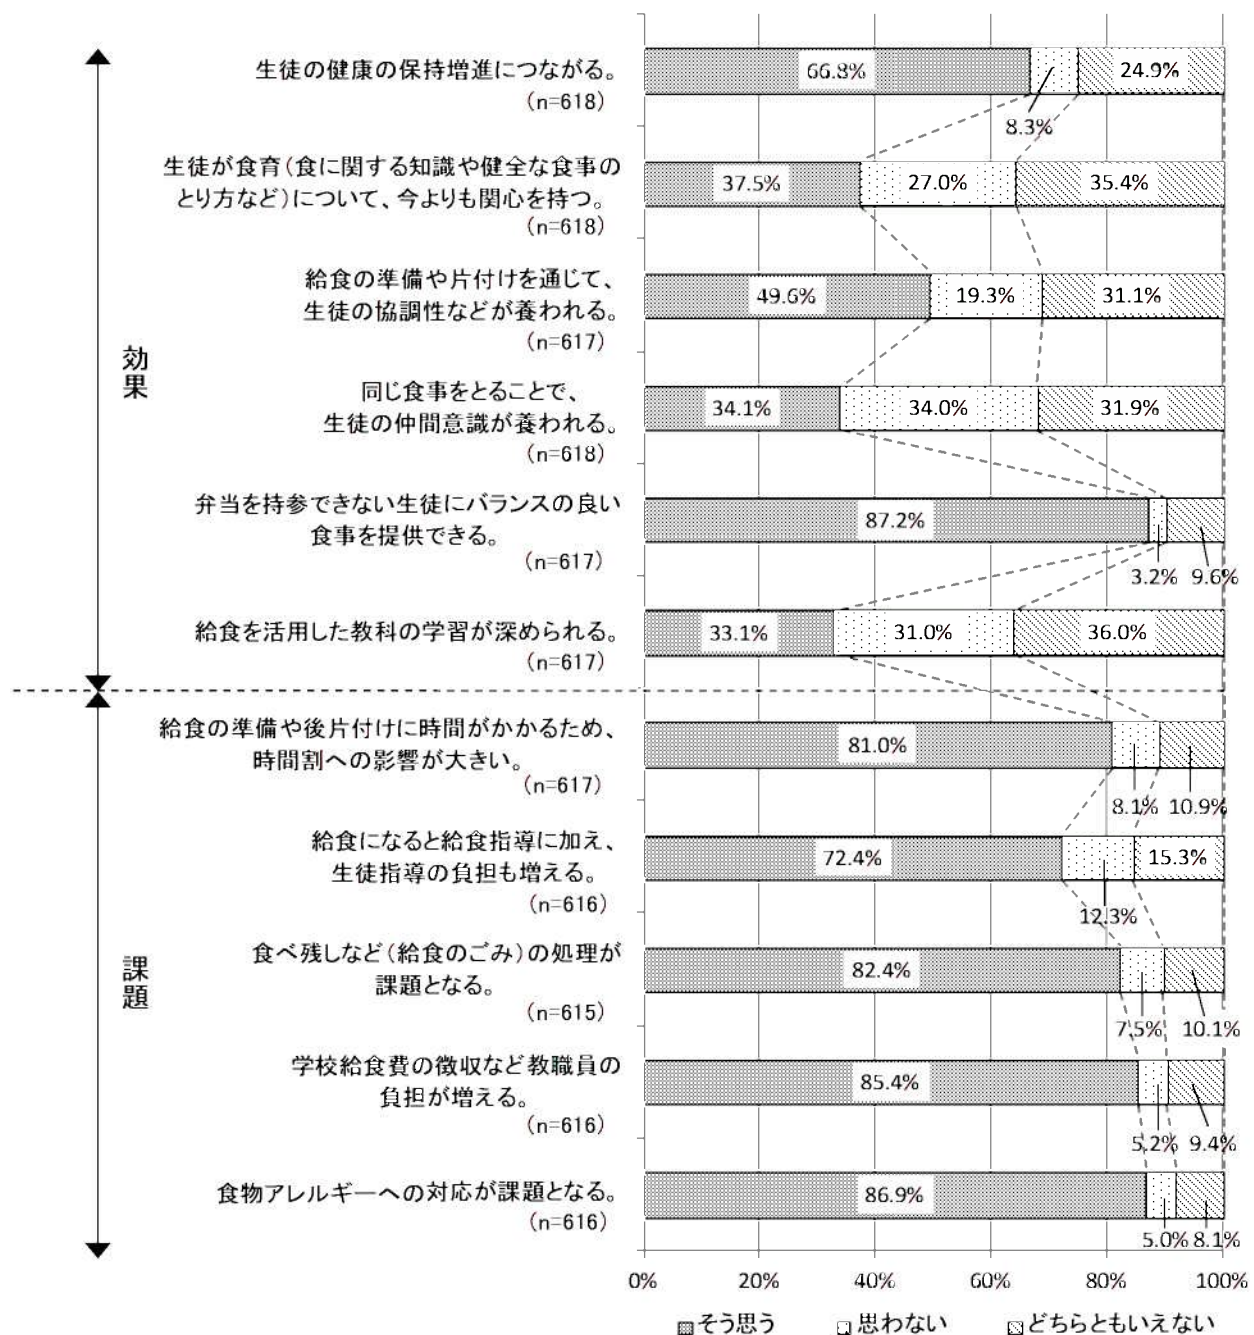 効果
生徒の健康の保持増進につながる。
(n=618)
66.8%
8.3%
24.9%
生徒が食育(食に関する知識や健全な食事の
とり方など)について、今よりも関心を持つ。
(n=618)
37.5%
27.0%
35.4%
給食の準備や片付けを通じて、
生徒の協調性などが養われる。
(n=617)
49.6%
19.3%
31.1%
同じ食事をとることで、
生徒の仲間意識が養われる。
(n=618)
34.1%
34.0%
31.9%
弁当を持参できない生徒にバランスの良い
食事を提供できる。
(n=617)
87.2%
3.2%
9.6%
給食を活用した教科の学習が深められる。
(n=617)
33.1%
31.0%
36.0%
課題
給食の準備や後片付けに時間がかかるため、
時間割への影響が大きい。
(n=617)
81.0%
8.1%
10.9%
給食になると給食指導に加え、
生徒指導の負担も増える。
(n=616)
72.4%
12.3%
15.3%
食べ残しなど(給食のごみ)の処理が
課題となる。
(n=615)
82.4%
7.5%
10.1%
学校給食費の徴収など教職員の
負担が増える。
(n=616)
85.4%
5.2%
9.4%
食物アレルギーへの対応が課題となる。
(n=616)
86.9%
5.0%
8.1%
0% 20% 40% 60% 80% 100%
そう思う 思わない どちらともいえない